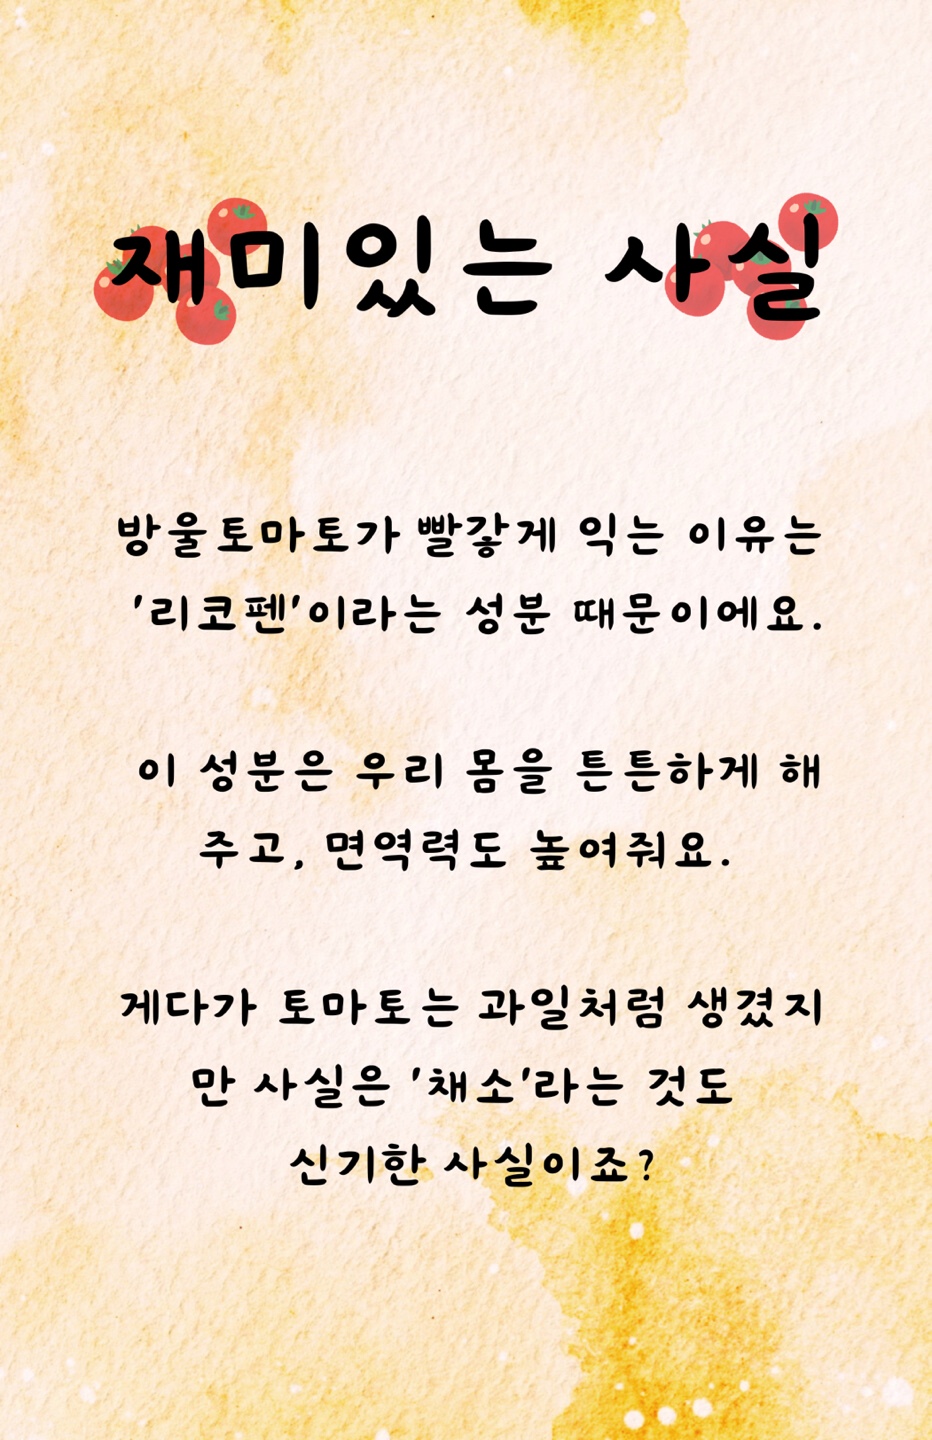 재미있는 사실
방울토마토가 빨갛게 익는 이유는
'리코펜'이라는 성분 때문이에요.
이 성분은 우리 몸을 튼튼하게 해
주고, 면역력도 높여줘요.
게다가 토마토는 과일처럼 생겼지
만 사실은 '채소'라는 것도
신기한 사실이죠?